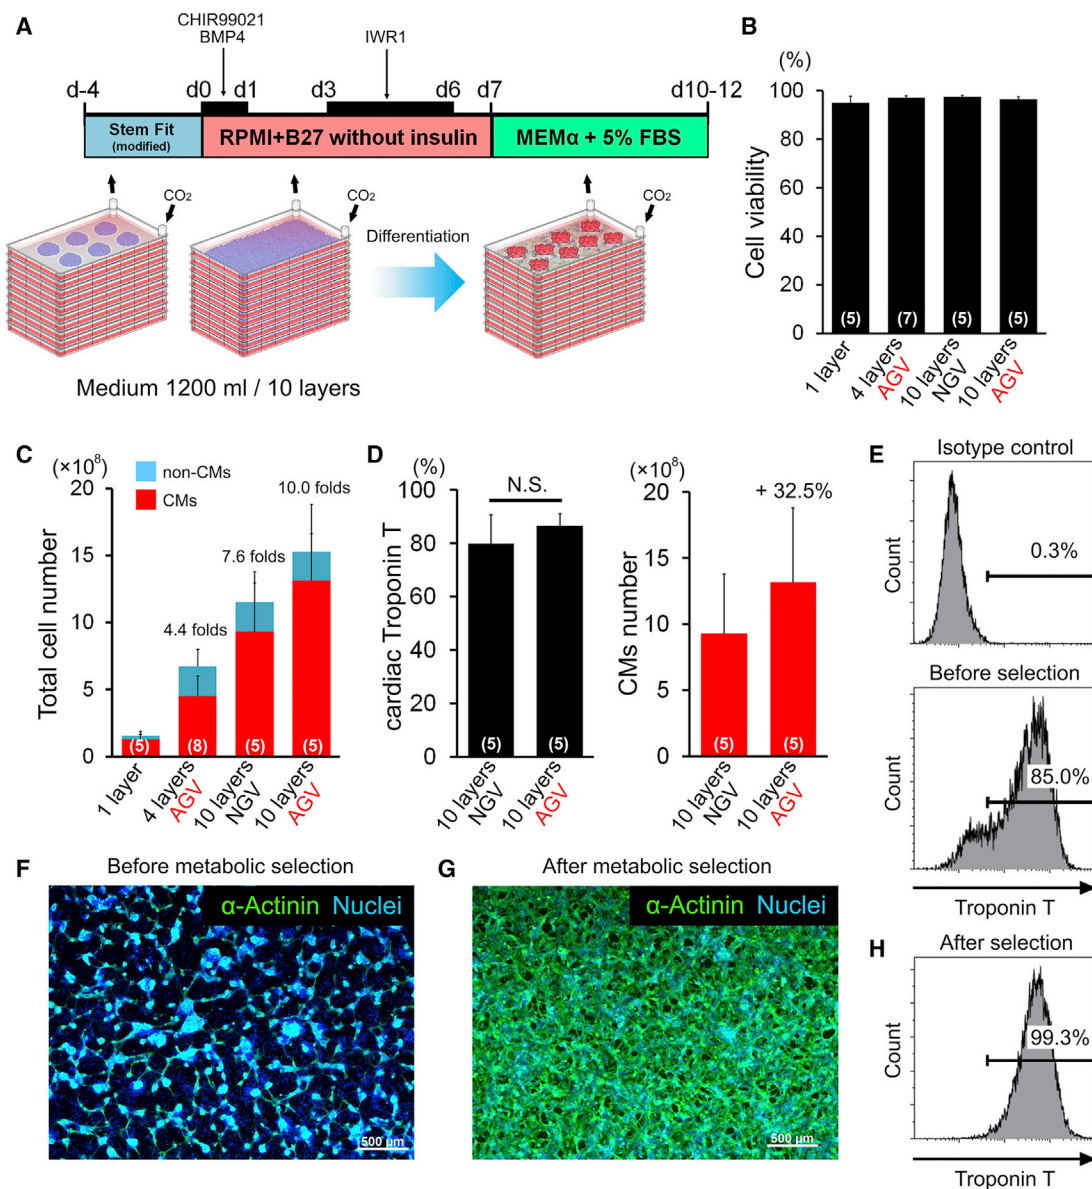 A
CHIR99021
BMP4
IWR1
d-4
d0
d1
d3
d6
d7
d10-12
Stem Fit
(modified)
RPMI+B27 without insulin
MEMα + 5% FBS
CO₂
CO₂
Differentiation
CO₂
Medium 1200 ml / 10 layers
B
(%)
Cell viability
100
80
60
40
20
0
(5)
(7)
(5)
(5)
1 layer
4 layers
AGV
10 layers
NGV
10 layers
AGV
C
(×10⁸)
non-CMs
CMs
Total cell number
20
15
10
5
0
4.4 folds
7.6 folds
10.0 folds
(5)
(8)
(5)
(5)
1 layer
4 layers
AGV
10 layers
NGV
10 layers
AGV
D
(%)
cardiac Troponin T
100
80
60
40
20
0
N.S.
(5)
(5)
10 layers
NGV
10 layers
AGV
(×10⁸)
CMs number
20
15
10
5
0
+ 32.5%
(5)
(5)
10 layers
NGV
10 layers
AGV
E
Isotype control
Count
0.3%
Before selection
Count
85.0%
Troponin T
F
Before metabolic selection
α-Actinin Nuclei
500 µm
G
After metabolic selection
α-Actinin Nuclei
500 µm
H
After selection
Count
99.3%
Troponin T